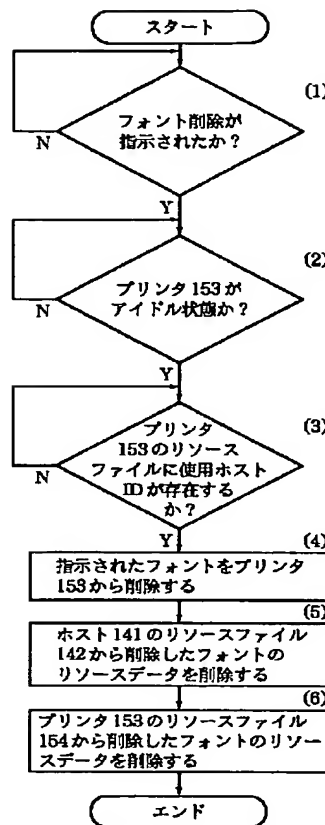 スタート
(1)
フォント削除が
指示されたか？
N
Y
(2)
プリンタ153が
アイドル状態か？
N
Y
(3)
プリンタ
153のリソース
ファイルに使用ホスト
IDが存在する
か？
N
Y
(4)
指示されたフォントをプリンタ
153から削除する
(5)
ホスト141のリソースファイル
142から削除したフォントの
リソースデータを削除する
(6)
プリンタ153のリソースファイル
154から削除したフォントのリソー
スデータを削除する
エンド